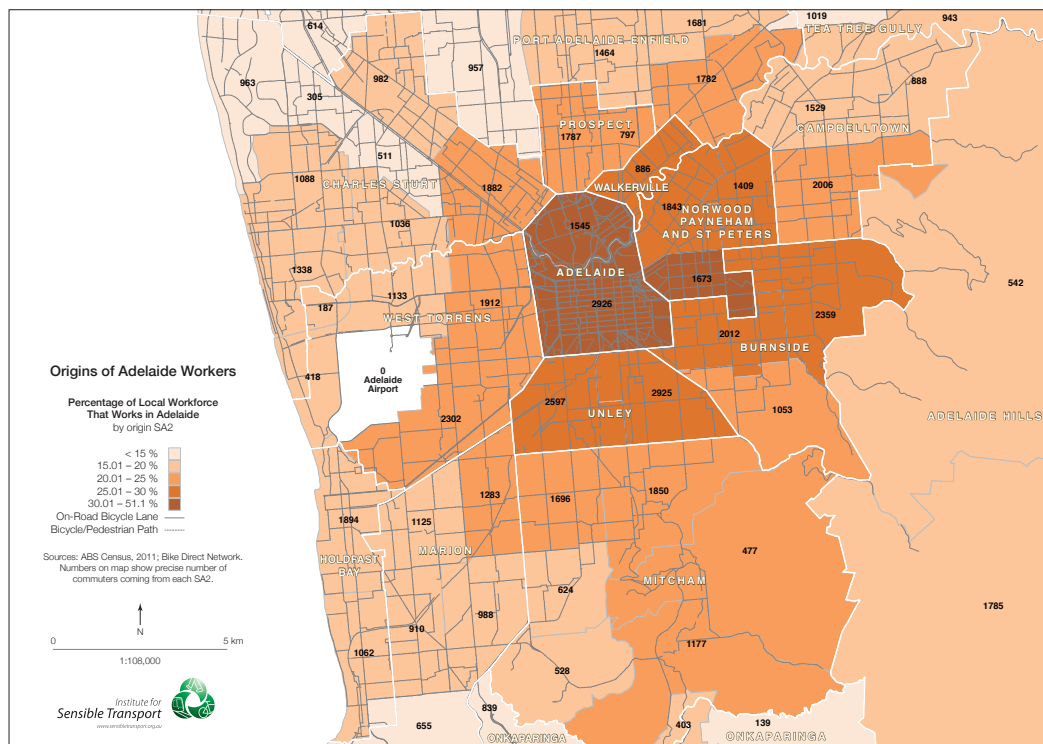 1019
943
614
1681
TEA TREE GULLY
PORT ADELAIDE ENFIELD
1464
957
982
1782
963
888
305
1529
PROSPECT
CAMPBELLTOWN
1787
797
511
886
1088
CHARLES STURT
1882
WALKERVILLE
1409
2006
1843
NORWOOD
PAYNEHAM
AND ST PETERS
1036
1545
1338
ADELAIDE
1673
542
1133
187
1912
2926
WEST TORRENS
2359
2012
BURNSIDE
0
Adelaide
Airport
418
2597
2925
UNLEY
1053
2302
ADELAIDE HILLS
Origins of Adelaide Workers
Percentage of Local Workforce
That Works in Adelaide
by origin SA2
< 15 %
15.01 – 20 %
20.01 – 25 %
25.01 – 30 %
30.01 – 51.1 %
On-Road Bicycle Lane
Bicycle/Pedestrian Path
Sources: ABS Census, 2011; Bike Direct Network.
Numbers on map show precise number of
commuters coming from each SA2.
N
0 5 km
1:108,000
Institute for
Sensible Transport
www.sensibletransport.org.au
1283
1696
1850
1894
1125
MARION
477
HOLDFAST
BAY
MITCHAM
624
1785
988
910
1177
1062
528
839
655
403
139
ONKAPARINGA
ONKAPARINGA